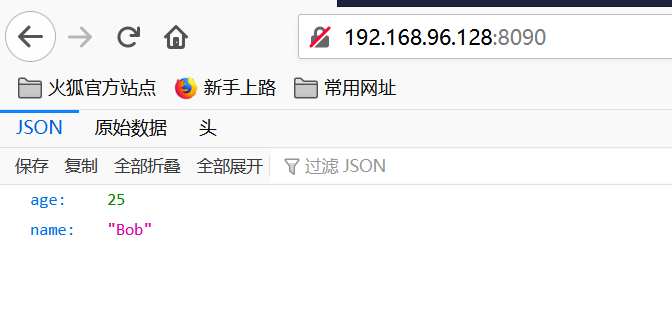 192.168.96.128:8090
火狐官方站点 新手上路 常用网址
JSON 原始数据 头
保存 复制 全部折叠 全部展开 过滤 JSON
age: 25
name: "Bob"